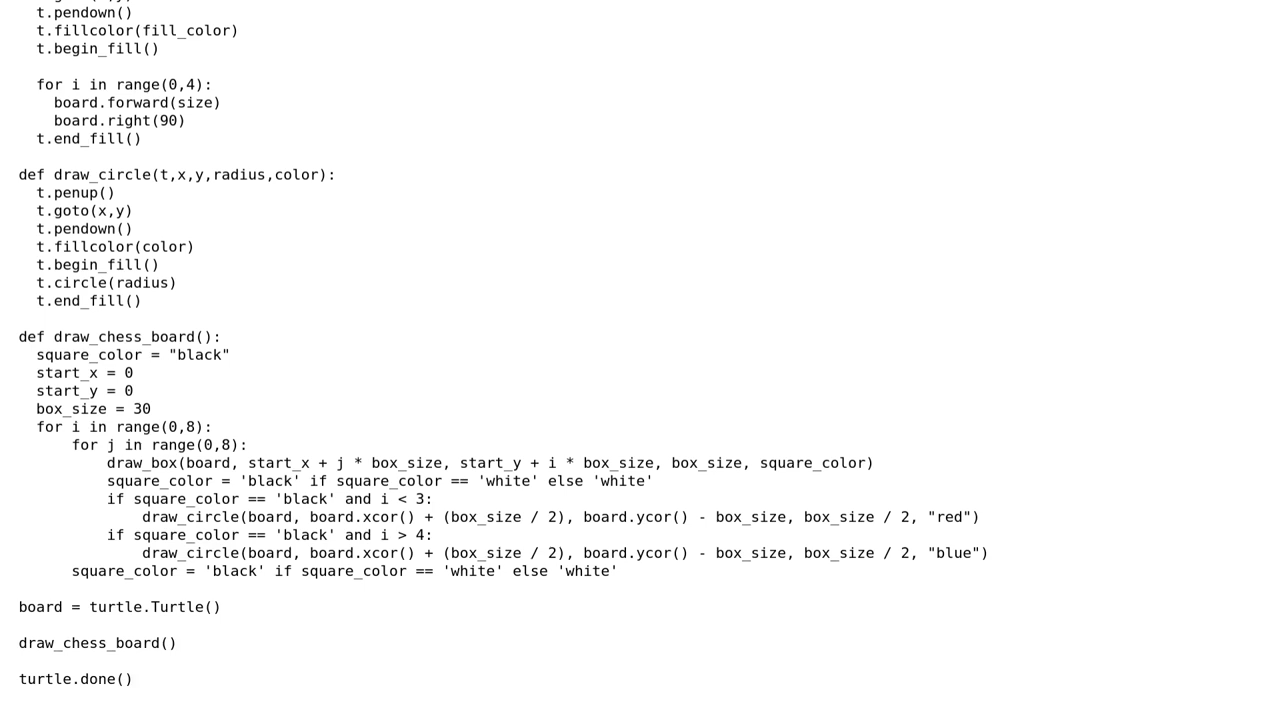 t.pendown()
t.fillcolor(fill_color)
t.begin_fill()
for i in range(0,4):
board.forward(size)
board.right(90)
t.end_fill()
def draw_circle(t,x,y,radius,color):
t.penup()
t.goto(x,y)
t.pendown()
t.fillcolor(color)
t.begin_fill()
t.circle(radius)
t.end_fill()
def draw_chess_board():
square_color = "black"
start_x = 0
start_y = 0
box_size = 30
for i in range(0,8):
for j in range(0,8):
draw_box(board, start_x + j * box_size, start_y + i * box_size, box_size, square_color)
square_color = 'black' if square_color == 'white' else 'white'
if square_color == 'black' and i < 3:
draw_circle(board, board.xcor() + (box_size / 2), board.ycor() - box_size, box_size / 2, "red")
if square_color == 'black' and i > 4:
draw_circle(board, board.xcor() + (box_size / 2), board.ycor() - box_size, box_size / 2, "blue")
square_color = 'black' if square_color == 'white' else 'white'
board = turtle.Turtle()
draw_chess_board()
turtle.done()